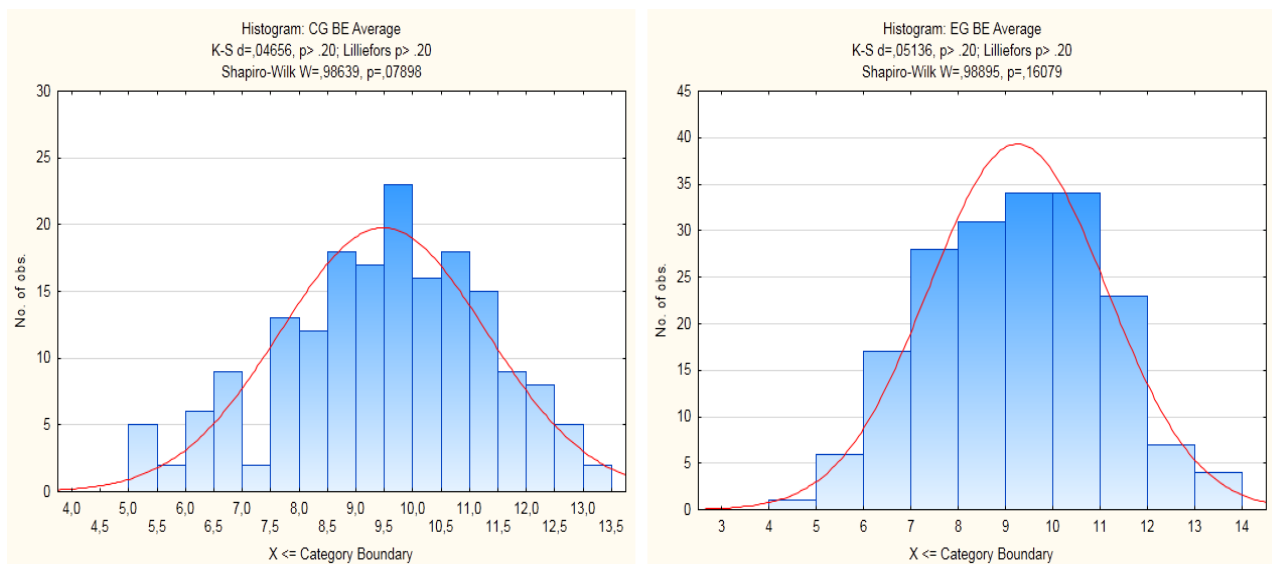 Histogram: CG BE Average
K-S d=,04656, p> .20; Lilliefors p> .20
Shapiro-Wilk W=,98639, p=,07898
30
25
20
15
10
5
0
No. of obs.
4,0 5,0 6,0 7,0 8,0 9,0 10,0 11,0 12,0 13,0
4,5 5,5 6,5 7,5 8,5 9,5 10,5 11,5 12,5 13,5
X <= Category Boundary
Histogram: EG BE Average
K-S d=,05136, p> .20; Lilliefors p> .20
Shapiro-Wilk W=,98895, p=,16079
45
40
35
30
25
20
15
10
5
0
No. of obs.
3 4 5 6 7 8 9 10 11 12 13 14
X <= Category Boundary